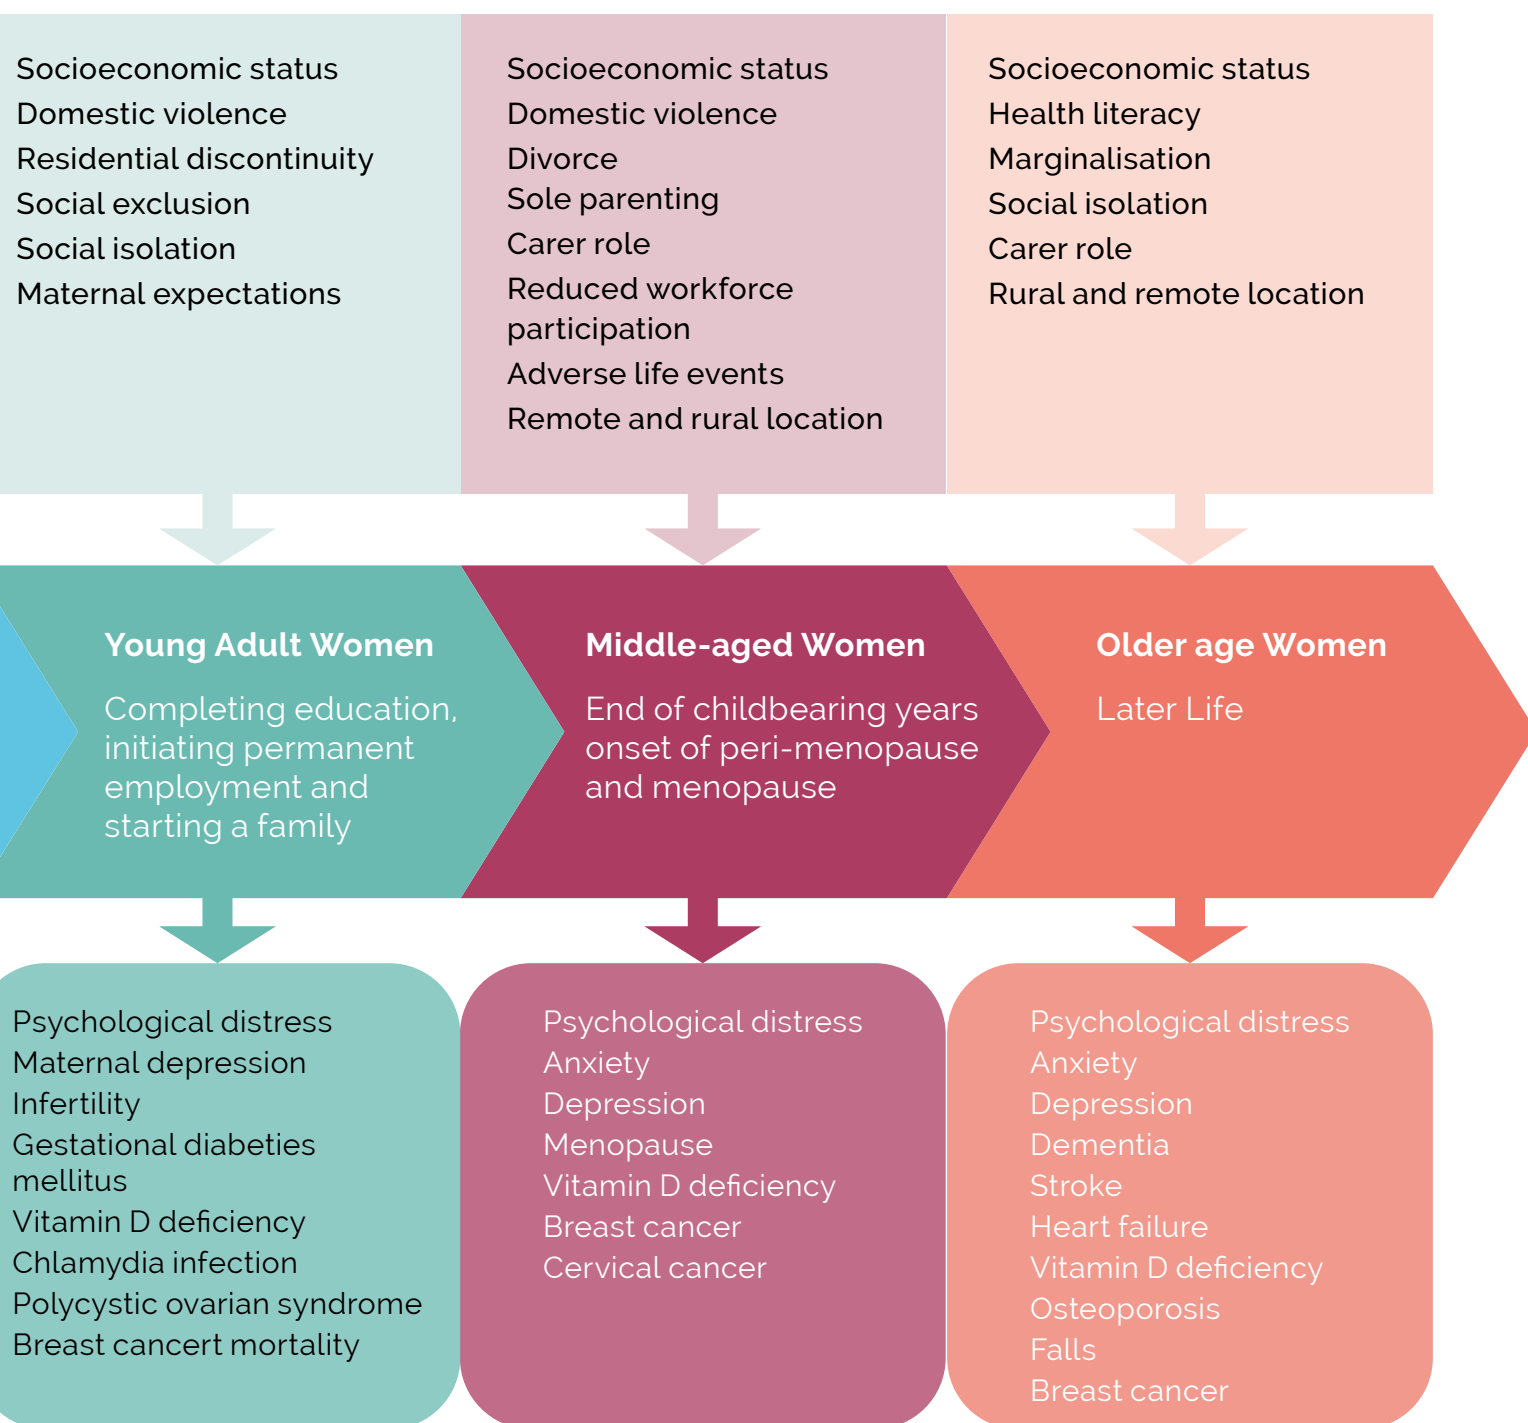 Socioeconomic status
Domestic violence
Residential discontinuity
Social exclusion
Social isolation
Maternal expectations
Socioeconomic status
Domestic violence
Divorce
Sole parenting
Carer role
Reduced workforce
participation
Adverse life events
Remote and rural location
Socioeconomic status
Health literacy
Marginalisation
Social isolation
Carer role
Rural and remote location
Young Adult Women
Completing education,
initiating permanent
employment and
starting a family
Middle-aged Women
End of childbearing years
onset of peri-menopause
and menopause
Older age Women
Later Life
Psychological distress
Maternal depression
Infertility
Gestational diabeties
mellitus
Vitamin D deficiency
Chlamydia infection
Polycystic ovarian syndrome
Breast cancert mortality
Psychological distress
Anxiety
Depression
Menopause
Vitamin D deficiency
Breast cancer
Cervical cancer
Psychological distress
Anxiety
Depression
Dementia
Stroke
Heart failure
Vitamin D deficiency
Osteoporosis
Falls
Breast cancer